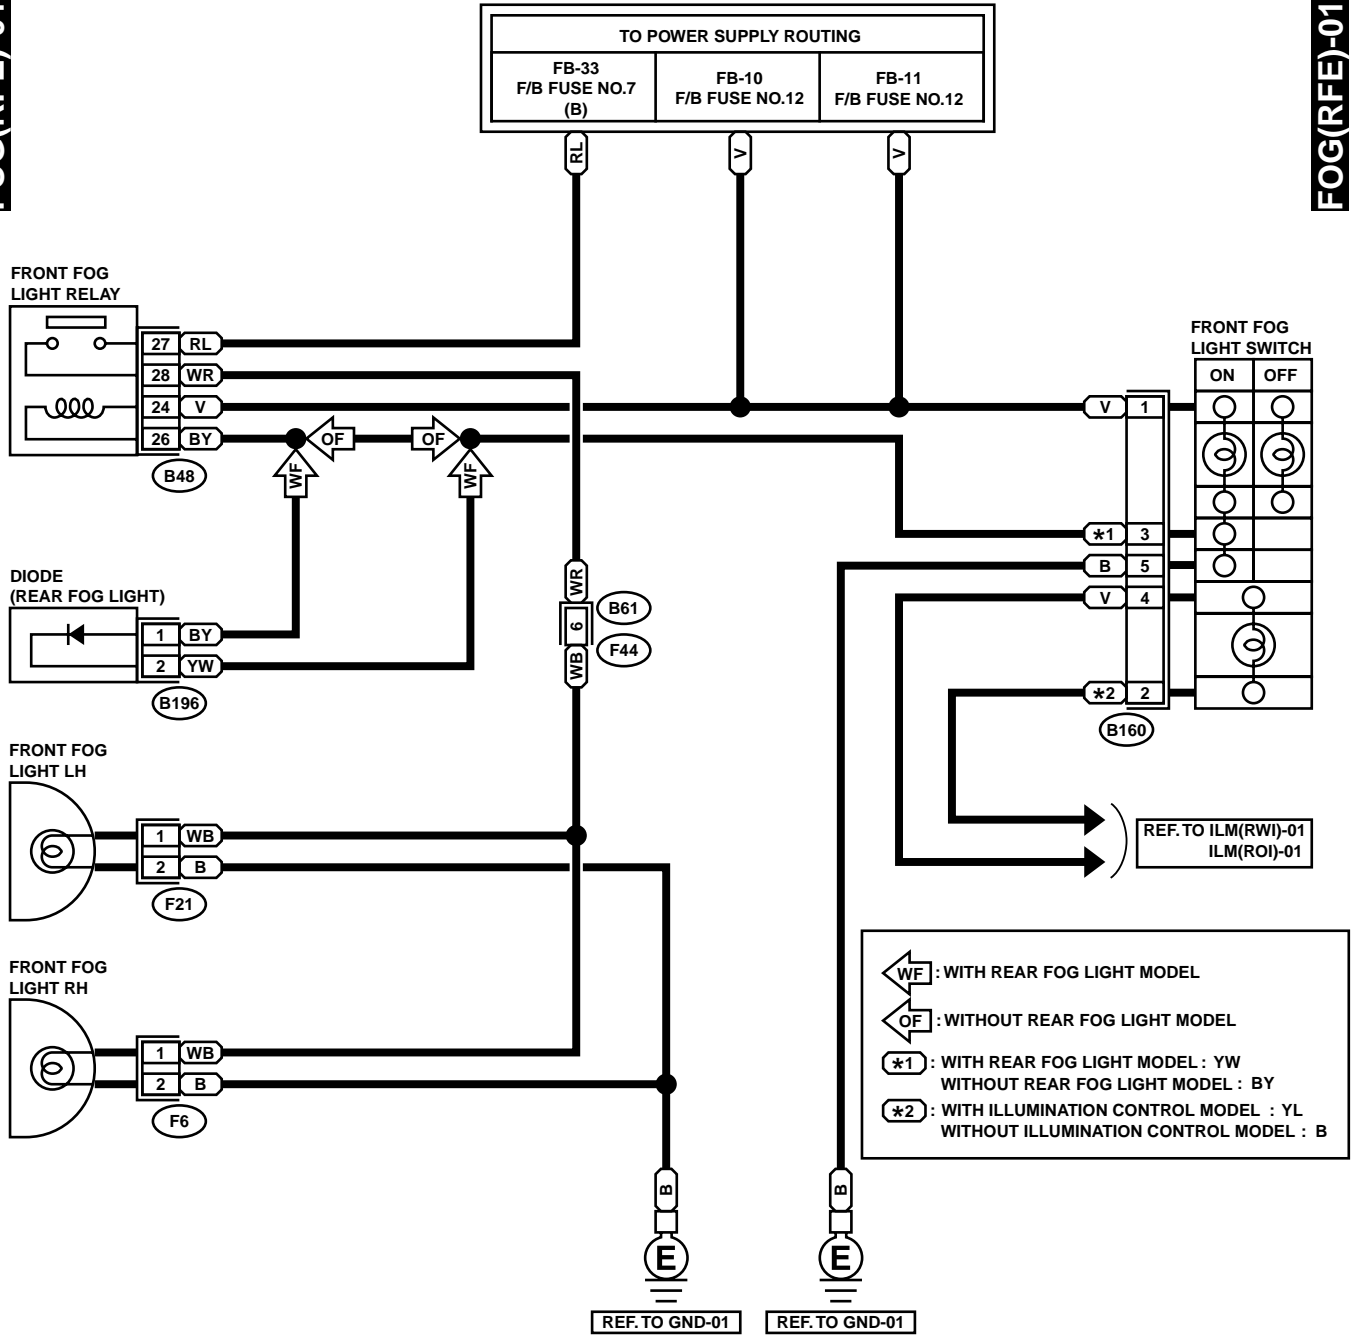 TO POWER SUPPLY ROUTING
FB-33
F/B FUSE NO.7
(B)
FB-10
F/B FUSE NO.12
FB-11
F/B FUSE NO.12
FOG(RFE)-01
RL
V
V
FRONT FOG
LIGHT RELAY
27 RL
28 WR
24 V
26 BY
B48
OF
OF
WF
WF
FRONT FOG
LIGHT SWITCH
ON OFF
V 1
*1 3
B 5
V 4
*2 2
B160
DIODE
(REAR FOG LIGHT)
1 BY
2 YW
B196
WR
6
WB
B61
F44
FRONT FOG
LIGHT LH
1 WB
2 B
F21
REF. TO ILM(RWI)-01
ILM(ROI)-01
FRONT FOG
LIGHT RH
1 WB
2 B
F6
WF : WITH REAR FOG LIGHT MODEL
OF : WITHOUT REAR FOG LIGHT MODEL
*1 : WITH REAR FOG LIGHT MODEL : YW
WITHOUT REAR FOG LIGHT MODEL : BY
*2 : WITH ILLUMINATION CONTROL MODEL : YL
WITHOUT ILLUMINATION CONTROL MODEL : B
B
B
E
E
REF. TO GND-01
REF. TO GND-01